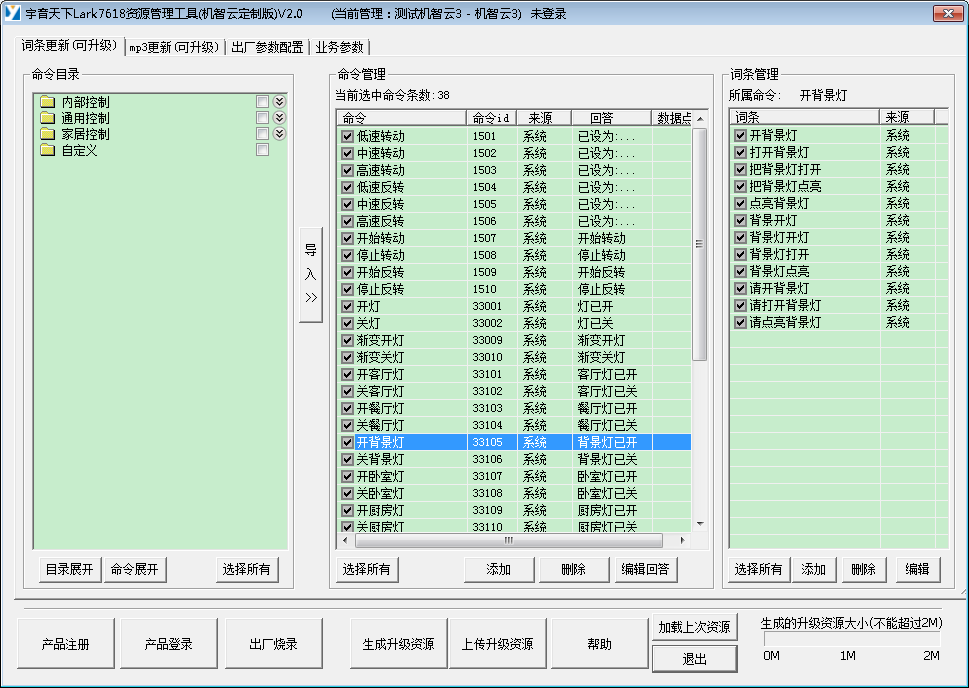 宇音天下Lark7618资源管理工具(机智云定制版)V2.0 (当前管理：测试机智云3 - 机智云3) 未登录
词条更新(可升级) mp3更新(可升级) 出厂参数配置 业务参数
命令目录
内部控制
通用控制
家居控制
自定义
目录展开 命令展开 选择所有
导
入
>>
命令管理
当前选中命令条数:38
命令 命令id 来源 回答 数据点
低速转动 1501 系统 已设为:...
中速转动 1502 系统 已设为:...
高速转动 1503 系统 已设为:...
低速反转 1504 系统 已设为:...
中速反转 1505 系统 已设为:...
高速反转 1506 系统 已设为:...
开始转动 1507 系统 开始转动
停止转动 1508 系统 停止转动
开始反转 1509 系统 开始反转
停止反转 1510 系统 停止反转
开灯 33001 系统 灯已开
关灯 33002 系统 灯已关
渐变开灯 33009 系统 渐变开灯
渐变关灯 33010 系统 渐变关灯
开客厅灯 33101 系统 客厅灯已开
关客厅灯 33102 系统 客厅灯已关
开餐厅灯 33103 系统 餐厅灯已开
关餐厅灯 33104 系统 餐厅灯已关
开背景灯 33105 系统 背景灯已开
关背景灯 33106 系统 背景灯已关
开卧室灯 33107 系统 卧室灯已开
关卧室灯 33108 系统 卧室灯已关
开厨房灯 33109 系统 厨房灯已开
关厨房灯 33110 系统 厨房灯已关
选择所有 添加 删除 编辑回答
词条管理
所属命令: 开背景灯
词条 来源
开背景灯 系统
打开背景灯 系统
把背景灯打开 系统
把背景灯点亮 系统
点亮背景灯 系统
背景开灯 系统
背景灯开灯 系统
背景灯打开 系统
背景灯点亮 系统
请开背景灯 系统
请打开背景灯 系统
请点亮背景灯 系统
选择所有 添加 删除 编辑
产品注册 产品登录 出厂烧录 生成升级资源 上传升级资源 帮助
加载上次资源
退出
生成的升级资源大小(不能超过2M)
0M 1M 2M